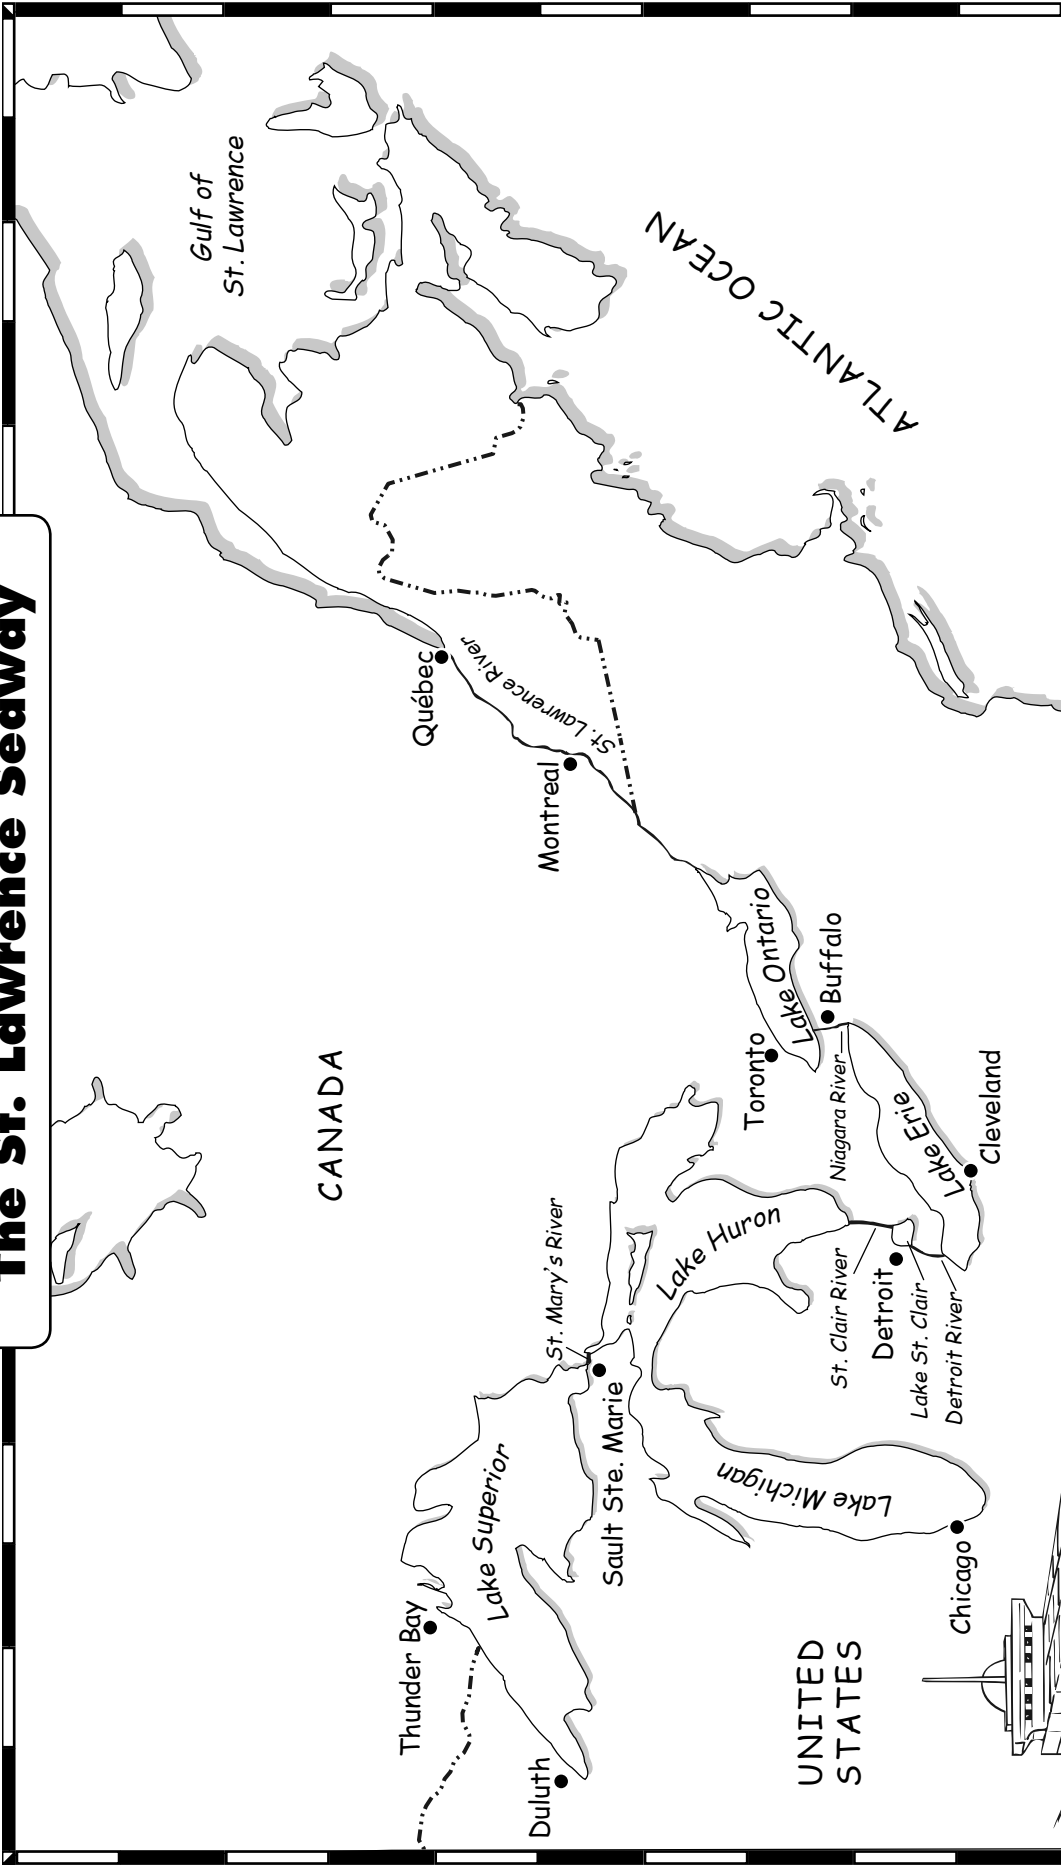 The St. Lawrence Seaway
Gulf of
St. Lawrence
ATLANTIC OCEAN
Québec
St. Lawrence River
Montreal
CANADA
Lake Ontario
Toronto
Buffalo
Niagara River
Lake Erie
Cleveland
Lake Huron
St. Mary's River
St. Clair River
Detroit
Lake St. Clair
Detroit River
Sault Ste. Marie
Lake Superior
Lake Michigan
Thunder Bay
Duluth
Chicago
UNITED
STATES